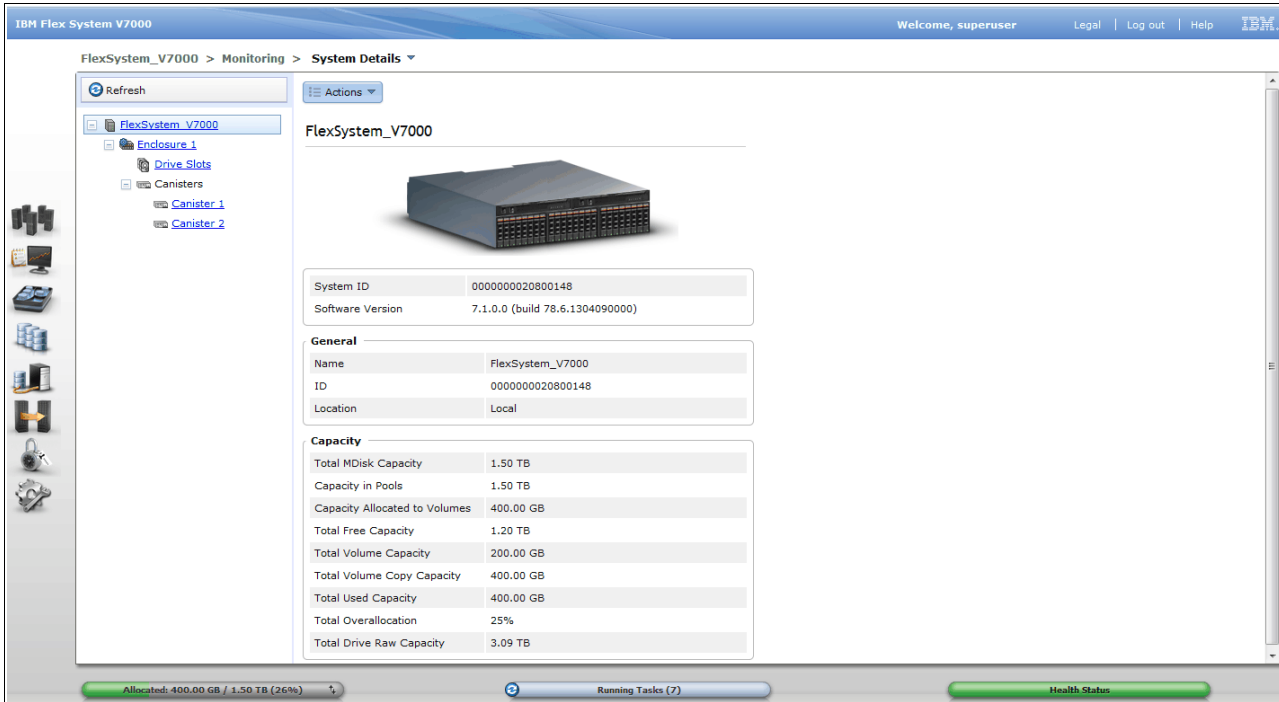 IBM Flex System V7000
Welcome, superuser
Legal | Log out | Help
IBM.
FlexSystem_V7000 > Monitoring > System Details
Refresh
Actions
FlexSystem_V7000
Enclosure 1
Drive Slots
Canisters
Canister 1
Canister 2
FlexSystem_V7000
System ID 0000000020800148
Software Version 7.1.0.0 (build 78.6.1304090000)
General
Name FlexSystem_V7000
ID 0000000020800148
Location Local
Capacity
Total MDisk Capacity 1.50 TB
Capacity in Pools 1.50 TB
Capacity Allocated to Volumes 400.00 GB
Total Free Capacity 1.20 TB
Total Volume Capacity 200.00 GB
Total Volume Copy Capacity 400.00 GB
Total Used Capacity 400.00 GB
Total Overallocation 25%
Total Drive Raw Capacity 3.09 TB
Allocated: 400.00 GB / 1.50 TB (26%)
Running Tasks (7)
Health Status